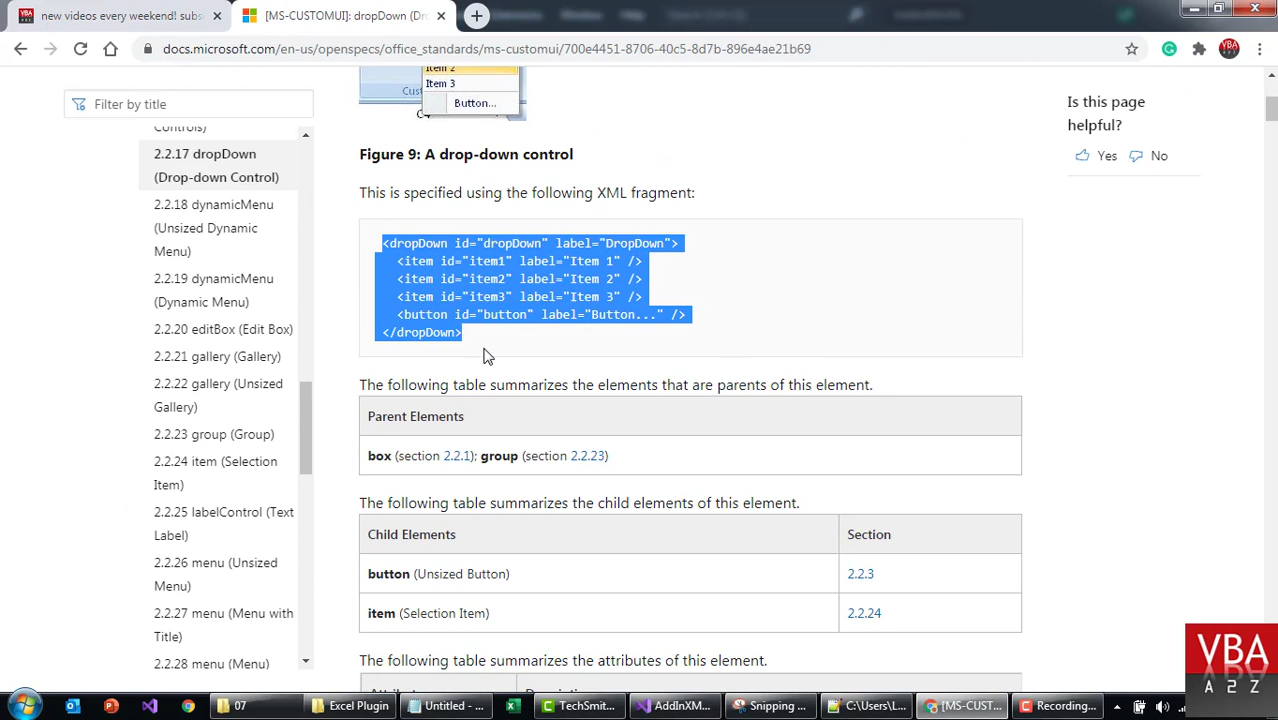 new videos every weekend! subs
[MS-CUSTOMUI]: dropDown (Dro
docs.microsoft.com/en-us/openspecs/office_standards/ms-customui/700e4451-8706-40c5-8d7b-896e4ae21b69
Filter by title
Controls)
2.2.17 dropDown
(Drop-down Control)
2.2.18 dynamicMenu
(Unsized Dynamic
Menu)
2.2.19 dynamicMenu
(Dynamic Menu)
2.2.20 editBox (Edit Box)
2.2.21 gallery (Gallery)
2.2.22 gallery (Unsized
Gallery)
2.2.23 group (Group)
2.2.24 item (Selection
Item)
2.2.25 labelControl (Text
Label)
2.2.26 menu (Unsized
Menu)
2.2.27 menu (Menu with
Title)
2.2.28 menu (Menu)
Item 2
Item 3
Button...
Figure 9: A drop-down control
This is specified using the following XML fragment:
<dropDown id="dropDown" label="DropDown">
<item id="item1" label="Item 1" />
<item id="item2" label="Item 2" />
<item id="item3" label="Item 3" />
<button id="button" label="Button..." />
</dropDown>
The following table summarizes the elements that are parents of this element.
Parent Elements
box (section 2.2.1); group (section 2.2.23)
The following table summarizes the child elements of this element.
Child Elements Section
button (Unsized Button) 2.2.3
item (Selection Item) 2.2.24
The following table summarizes the attributes of this element.
Is this page
helpful?
Yes No
VBA
A 2 Z
07
Excel Plugin
Untitled - ...
TechSmit...
AddInXM...
Snipping ...
C:\Users\L...
[MS-CUST...
Recording...